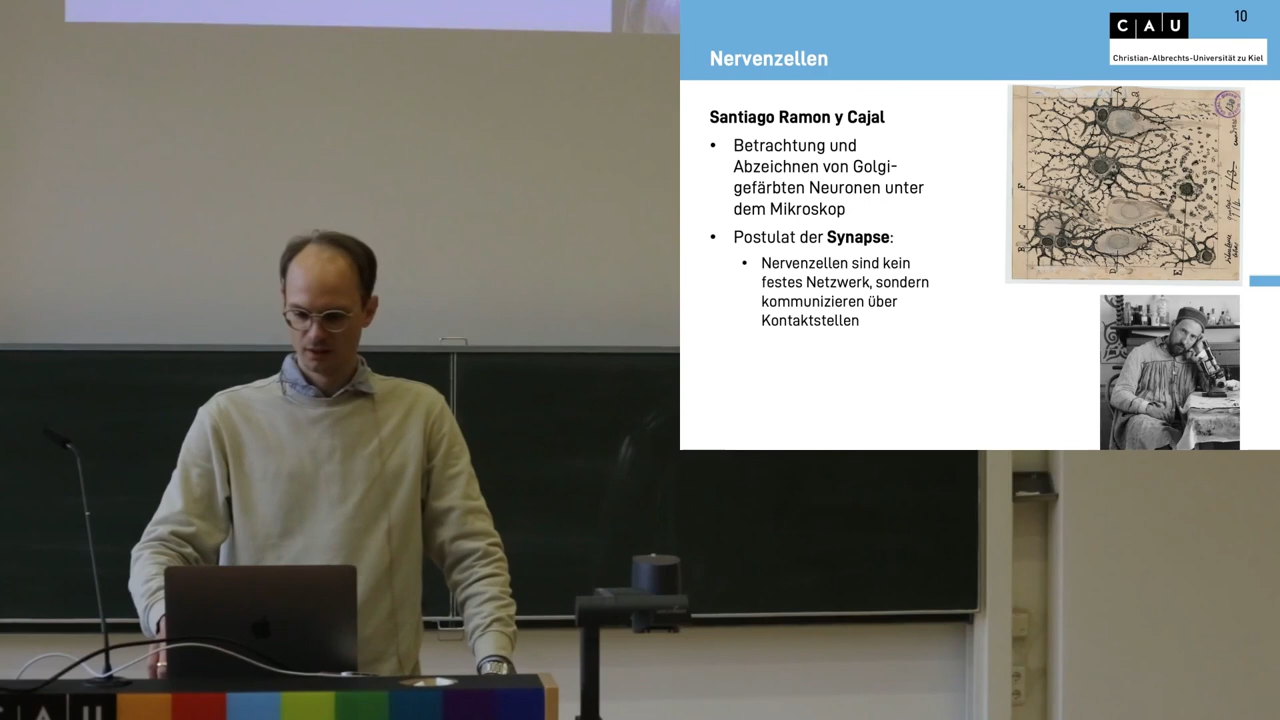 10
C A U
Christian-Albrechts-Universität zu Kiel
Nervenzellen
Santiago Ramon y Cajal
• Betrachtung und
Abzeichnen von Golgi-
gefärbten Neuronen unter
dem Mikroskop
• Postulat der Synapse:
• Nervenzellen sind kein
festes Netzwerk, sondern
kommunizieren über
Kontaktstellen
A
F
D
E
C A U